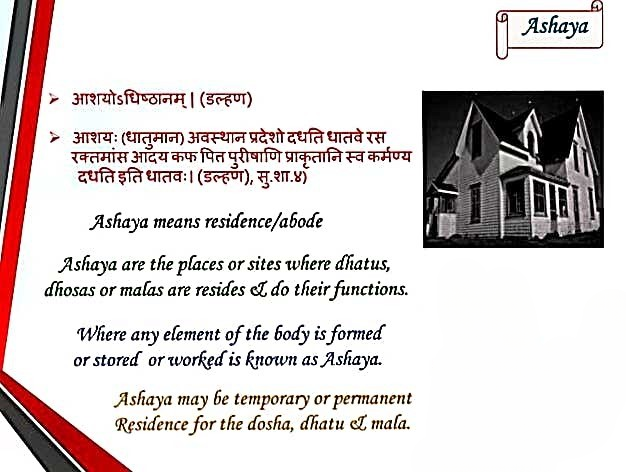 Ashaya
➢ आशयोऽधिष्ठानम् | (डल्हण)
➢ आशयः (धातुमान) अवस्थान प्रदेशो दधति धातवे रस
रक्तमांस आदय कफ पित्त पुरीषाणि प्राकृतानि स्व कर्मण्य
दधति इति धातवः। (डल्हण), सु.शा.४)
Ashaya means residence/abode
Ashaya are the places or sites where dhatus,
dhosas or malas are resides & do their functions.
Where any element of the body is formed
or stored or worked is known as Ashaya.
Ashaya may be temporary or permanent
Residence for the dosha, dhatu & mala.